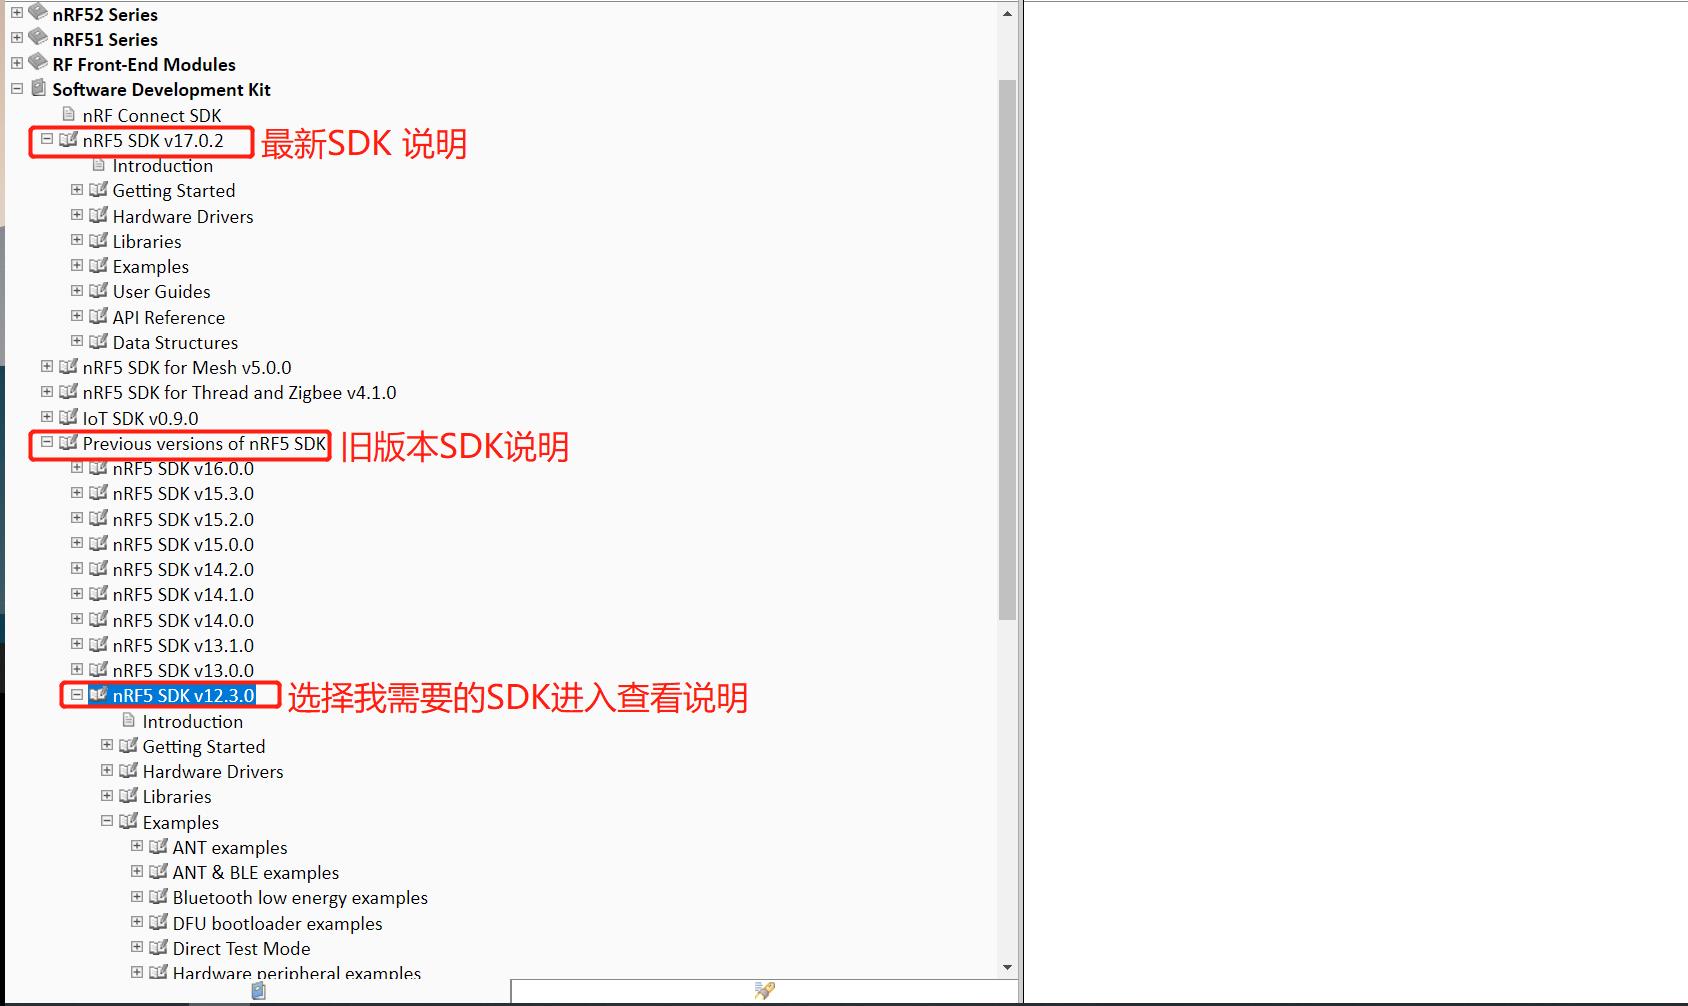 nRF52 Series
nRF51 Series
RF Front-End Modules
Software Development Kit
nRF Connect SDK
nRF5 SDK v17.0.2 最新SDK 说明
Introduction
Getting Started
Hardware Drivers
Libraries
Examples
User Guides
API Reference
Data Structures
nRF5 SDK for Mesh v5.0.0
nRF5 SDK for Thread and Zigbee v4.1.0
IoT SDK v0.9.0
Previous versions of nRF5 SDK 旧版本SDK说明
nRF5 SDK v16.0.0
nRF5 SDK v15.3.0
nRF5 SDK v15.2.0
nRF5 SDK v15.0.0
nRF5 SDK v14.2.0
nRF5 SDK v14.1.0
nRF5 SDK v14.0.0
nRF5 SDK v13.1.0
nRF5 SDK v13.0.0
nRF5 SDK v12.3.0 选择我需要的SDK进入查看说明
Introduction
Getting Started
Hardware Drivers
Libraries
Examples
ANT examples
ANT & BLE examples
Bluetooth low energy examples
DFU bootloader examples
Direct Test Mode
Hardware peripheral examples